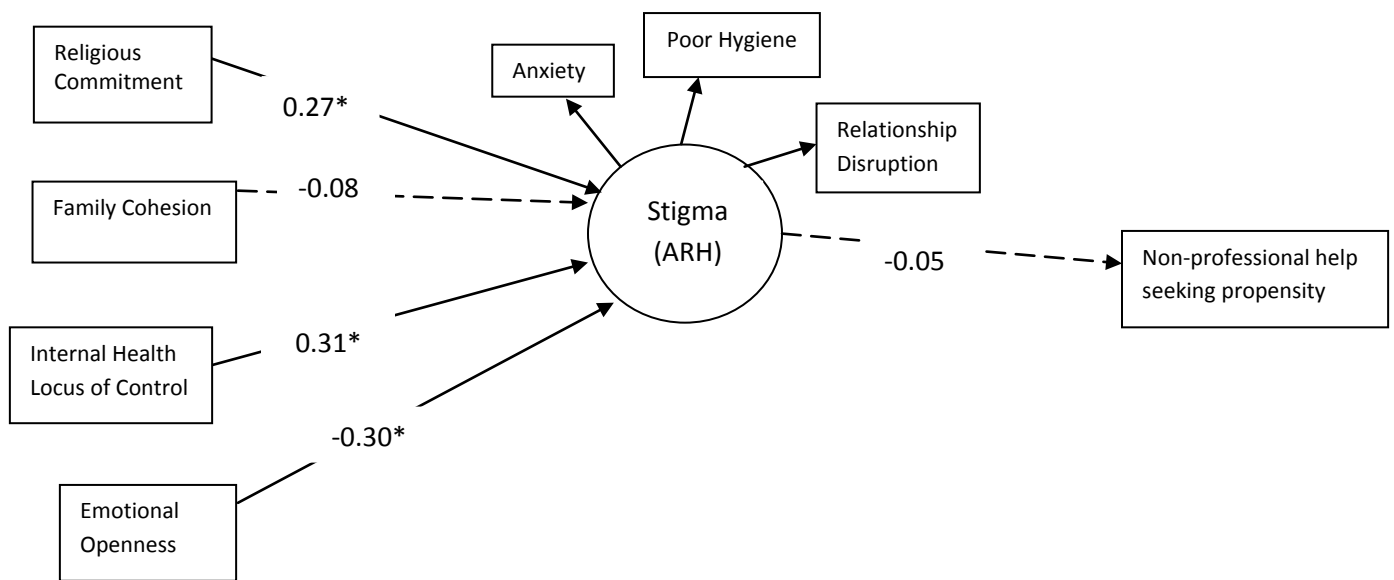 Religious
Commitment
Poor Hygiene
Anxiety
0.27*
Relationship
Disruption
-0.08
Family Cohesion
Stigma
(ARH)
-0.05
Non-professional help
seeking propensity
Internal Health
Locus of Control
0.31*
-0.30*
Emotional
Openness